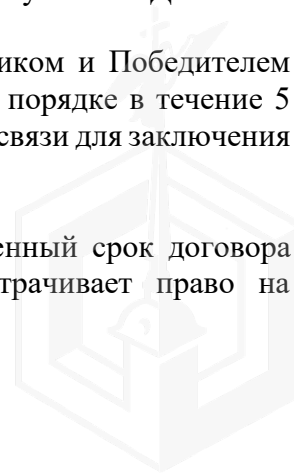 иком и Победителем
порядке в течение 5
связи для заключения
енный срок договора
трачивает право на